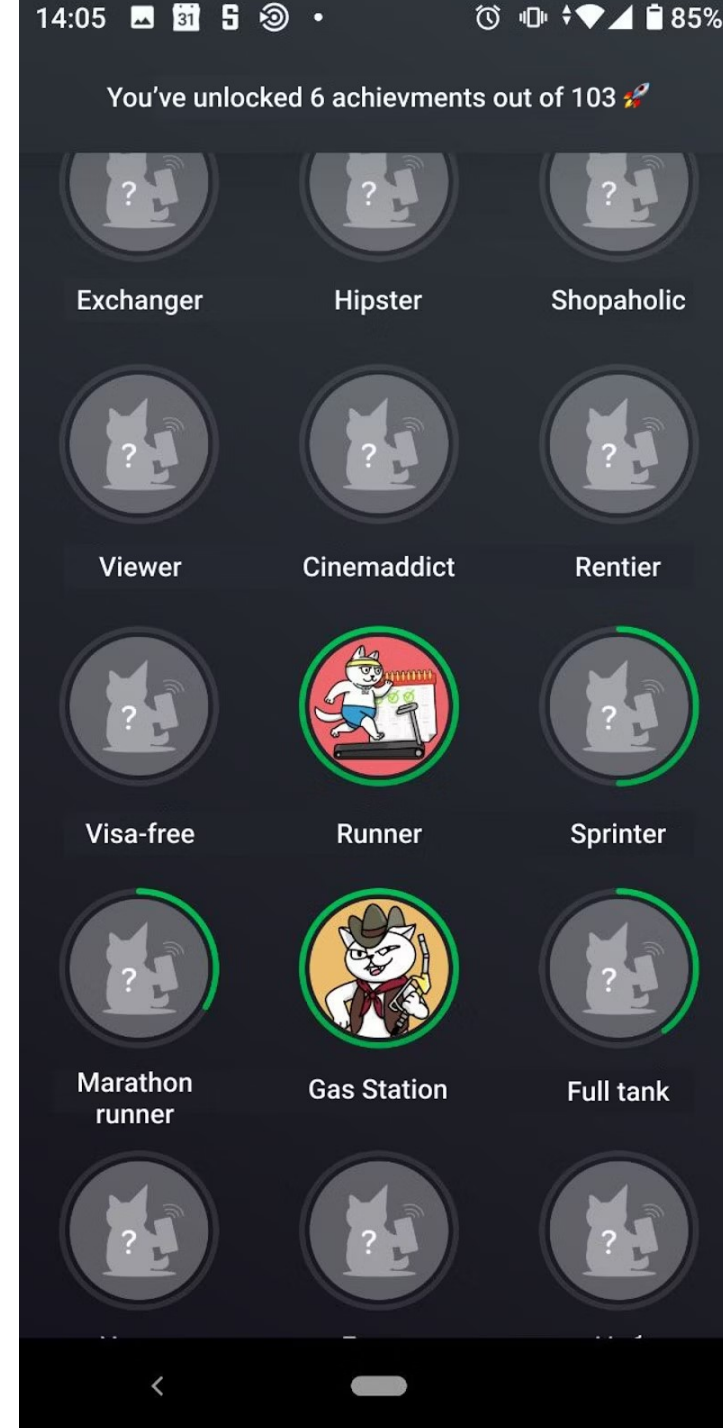 14:05 31 S 85%
You've unlocked 6 achievments out of 103 🚀
? ? ?
Exchanger Hipster Shopaholic
? ? ?
Viewer Cinemaddict Rentier
? ?
Visa-free Runner Sprinter
? ?
Marathon
runner Gas Station Full tank
? ? ?